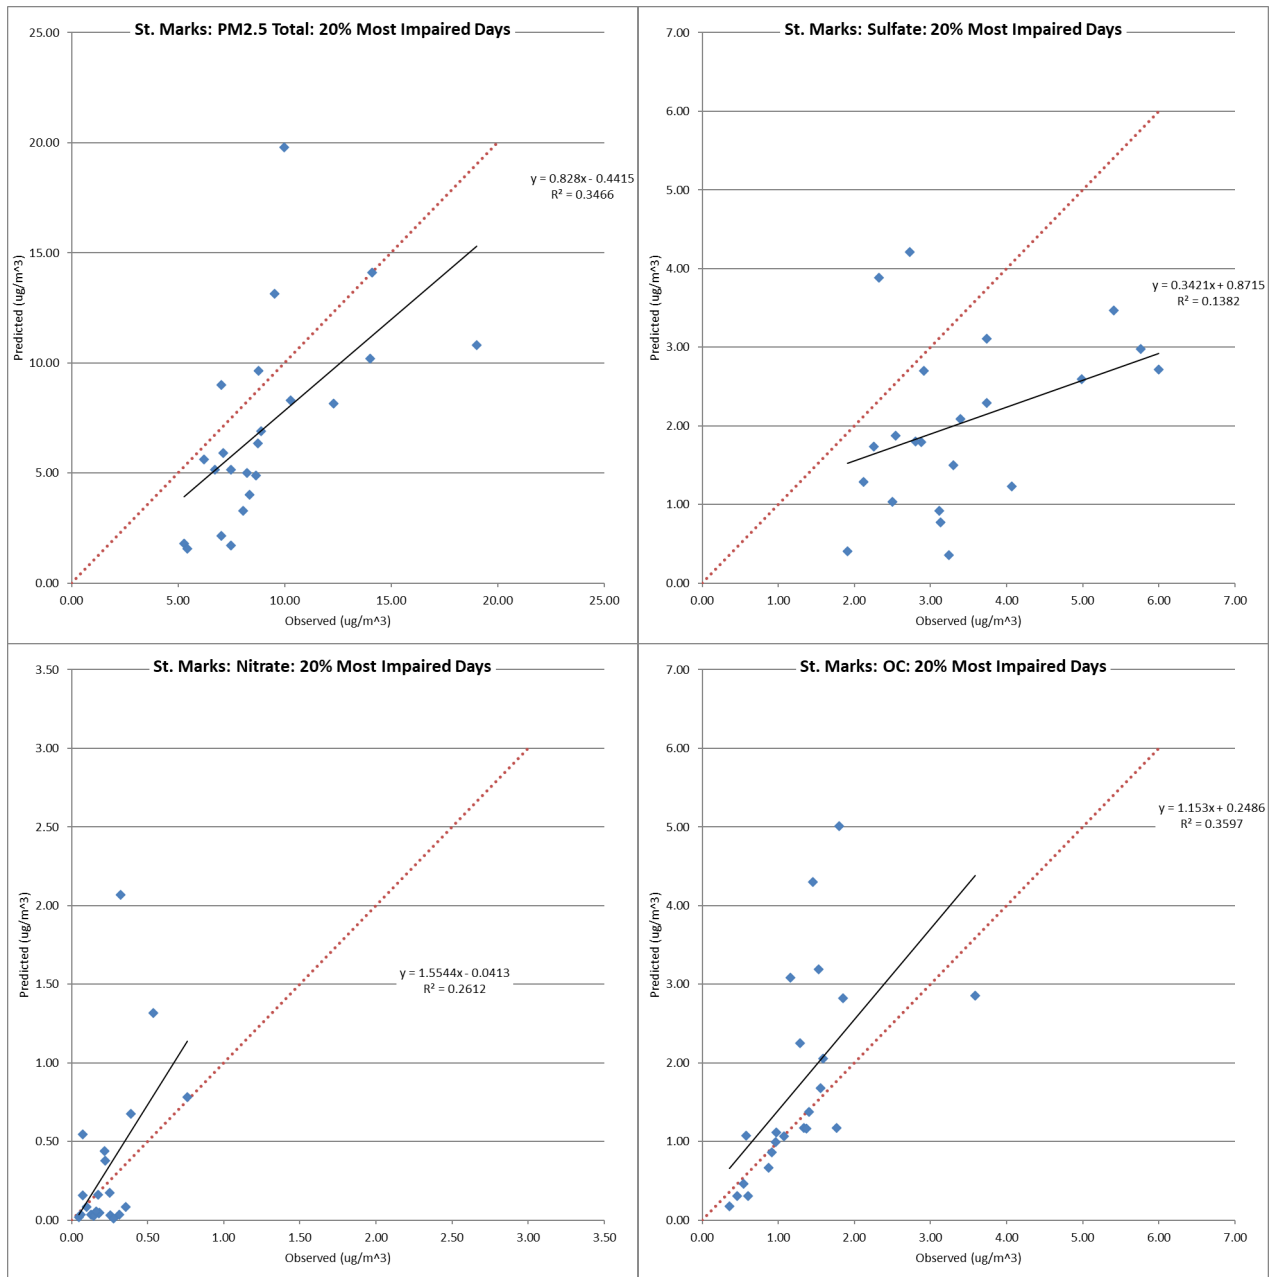 St. Marks: PM2.5 Total: 20% Most Impaired Days
25.00
20.00
15.00
10.00
5.00
0.00
Predicted (ug/m^3)
y = 0.828x - 0.4415
R² = 0.3466
0.00 5.00 10.00 15.00 20.00 25.00
Observed (ug/m^3)
St. Marks: Sulfate: 20% Most Impaired Days
7.00
6.00
5.00
4.00
3.00
2.00
1.00
0.00
Predicted (ug/m^3)
y = 0.3421x + 0.8715
R² = 0.1382
0.00 1.00 2.00 3.00 4.00 5.00 6.00 7.00
Observed (ug/m^3)
St. Marks: Nitrate: 20% Most Impaired Days
3.50
3.00
2.50
2.00
1.50
1.00
0.50
0.00
Predicted (ug/m^3)
y = 1.5544x - 0.0413
R² = 0.2612
0.00 0.50 1.00 1.50 2.00 2.50 3.00 3.50
Observed (ug/m^3)
St. Marks: OC: 20% Most Impaired Days
7.00
6.00
5.00
4.00
3.00
2.00
1.00
0.00
Predicted (ug/m^3)
y = 1.153x + 0.2486
R² = 0.3597
0.00 1.00 2.00 3.00 4.00 5.00 6.00 7.00
Observed (ug/m^3)